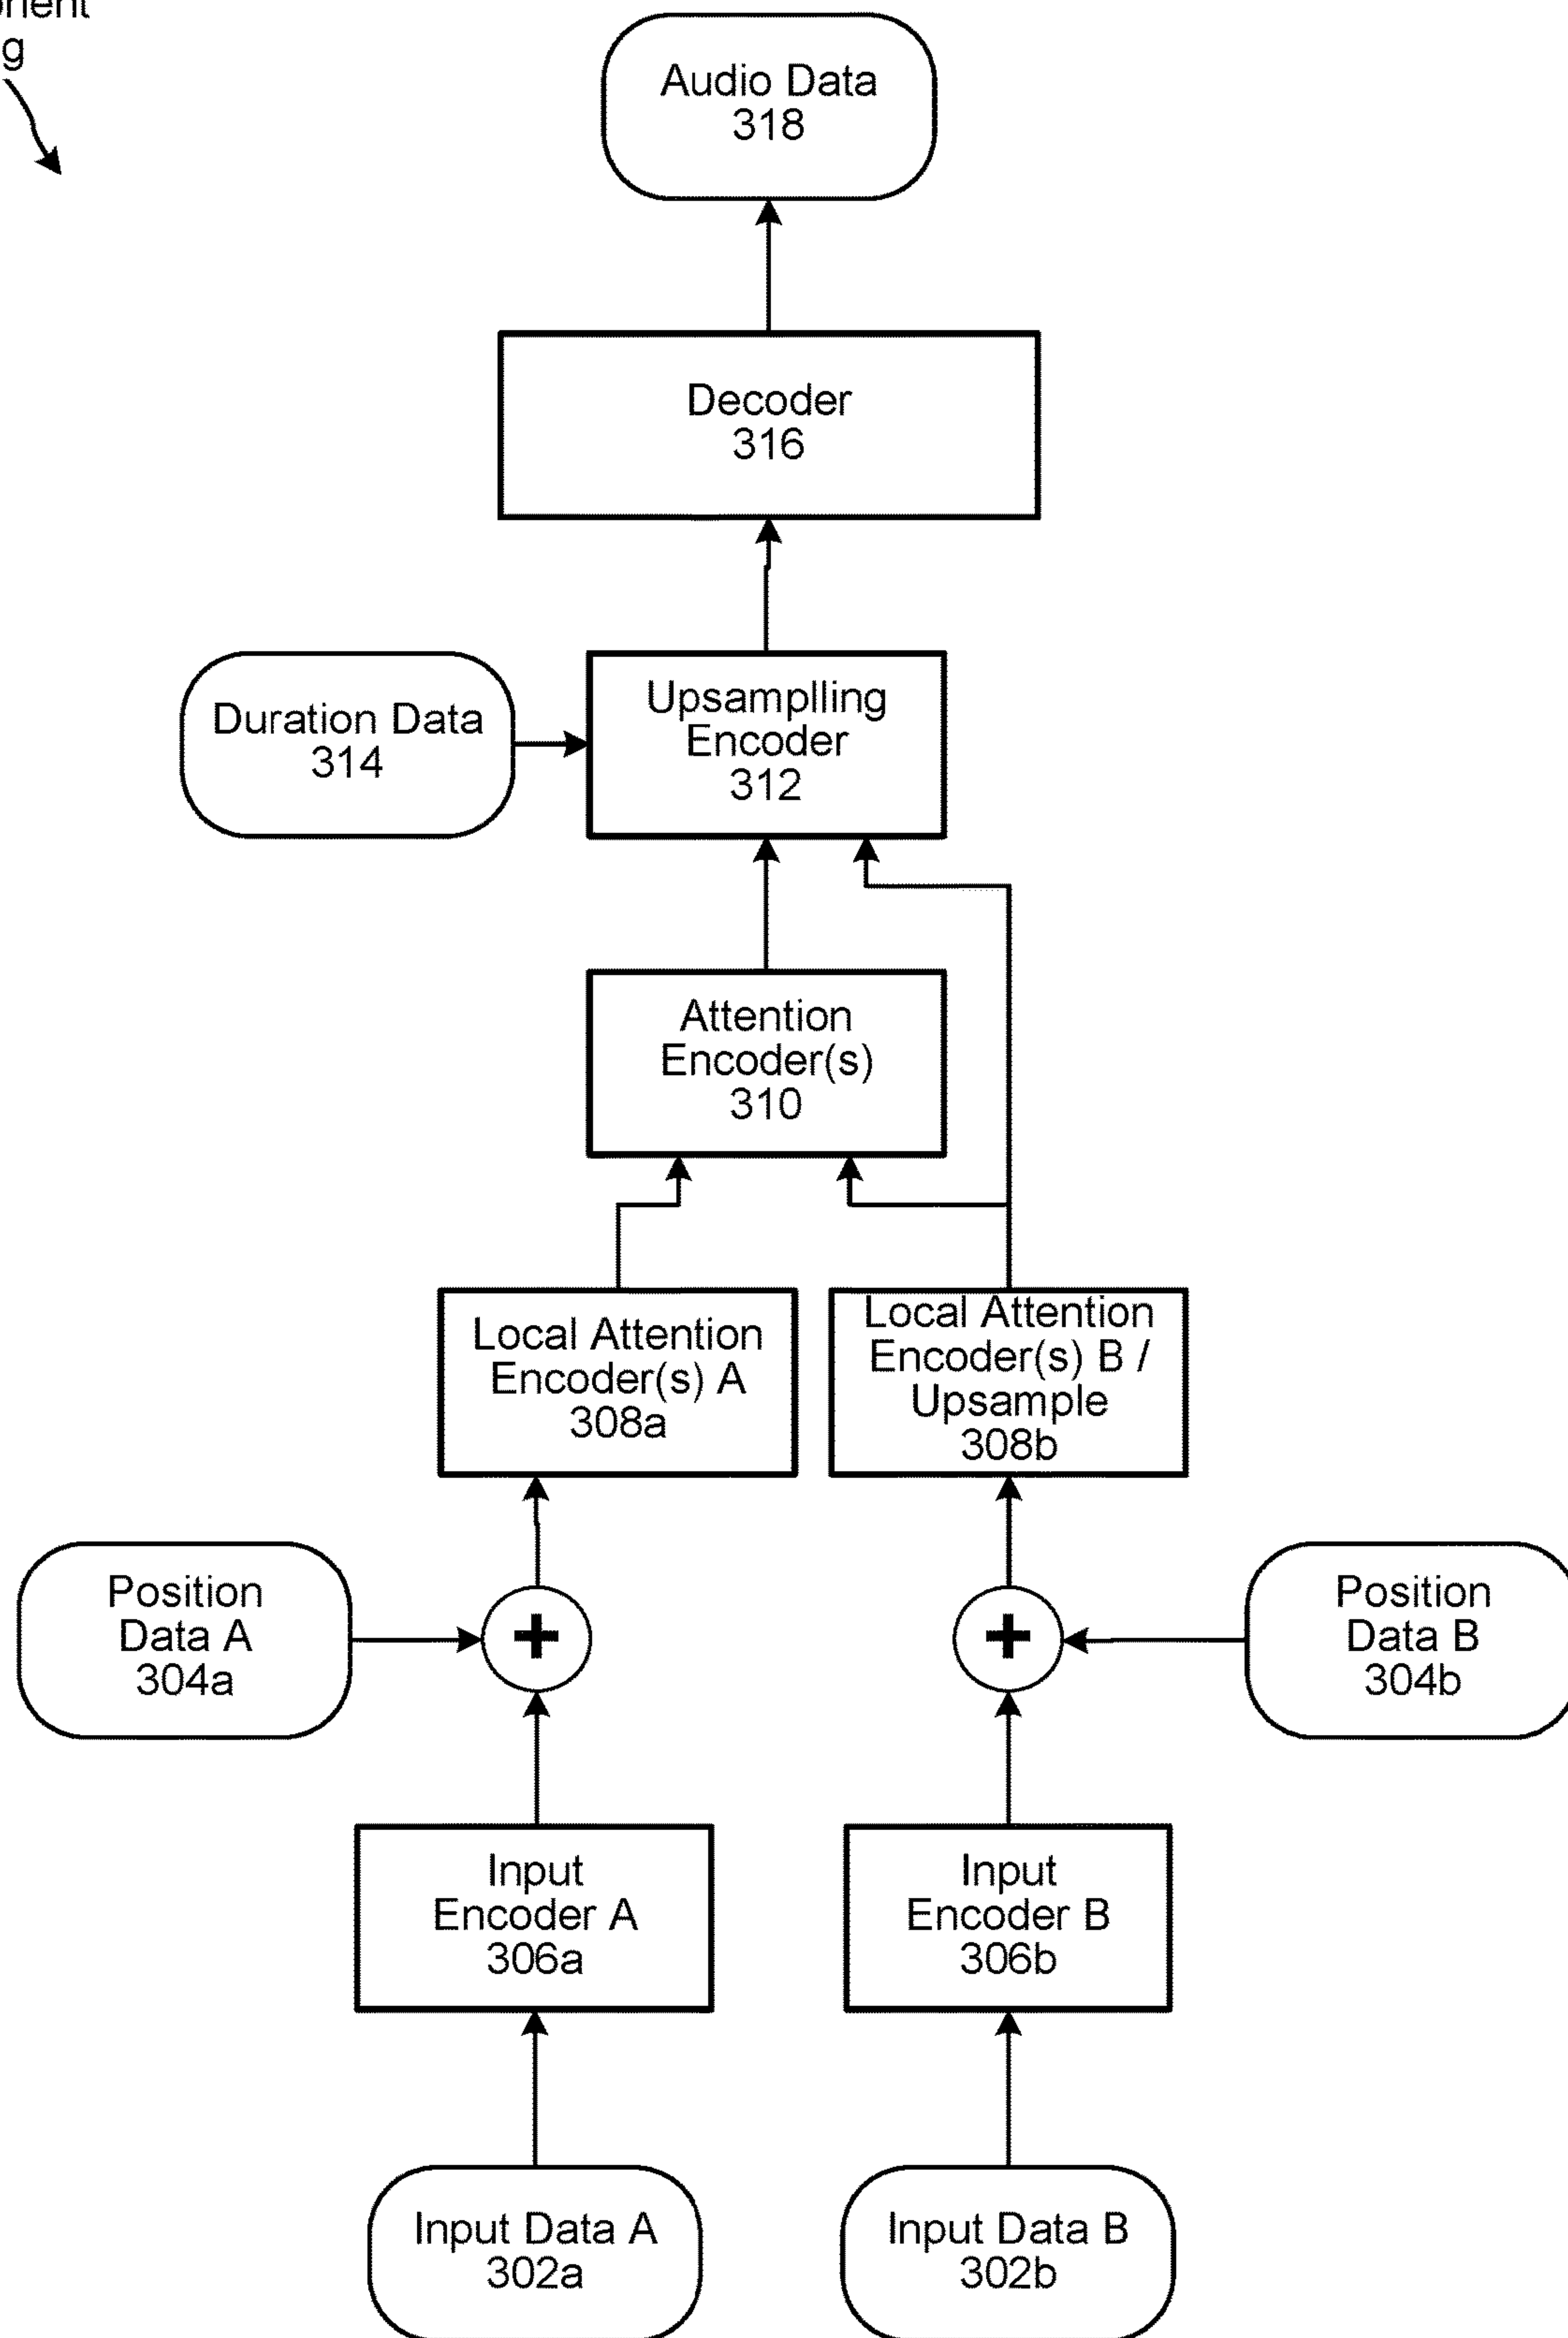 Audio Data
318
Decoder
316
Upsamplling
Encoder
312
Duration Data
314
Attention
Encoder(s)
310
Local Attention
Encoder(s) A
308a
Local Attention
Encoder(s) B /
Upsample
308b
Position
Data A
304a
+
+
Position
Data B
304b
Input
Encoder A
306a
Input
Encoder B
306b
Input Data A
302a
Input Data B
302b